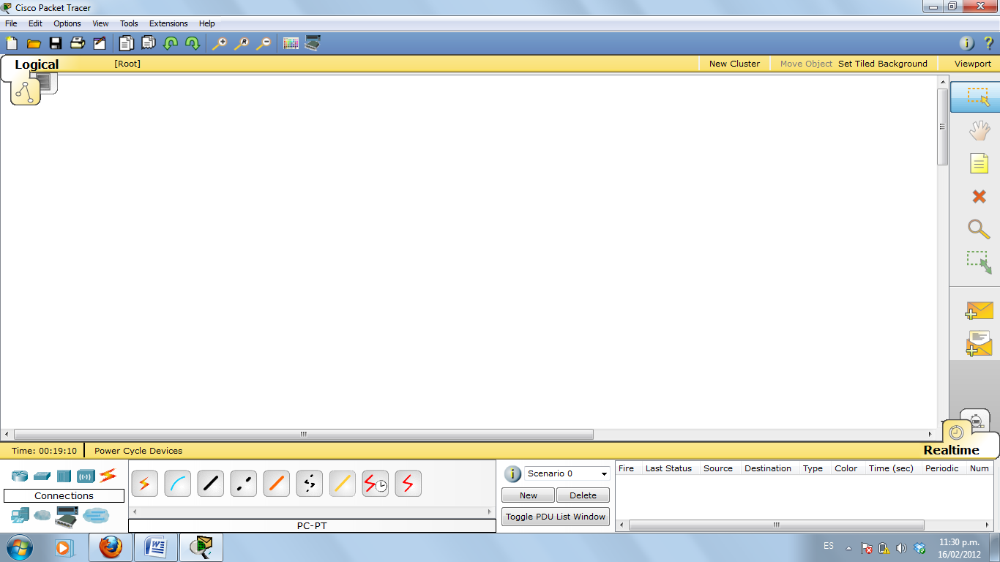 Cisco Packet Tracer
File Edit Options View Tools Extensions Help
Logical [Root] New Cluster Move Object Set Tiled Background Viewport
Time: 00:19:10 Power Cycle Devices Realtime
Connections
PC-PT
Scenario 0
New Delete
Toggle PDU List Window
Fire Last Status Source Destination Type Color Time (sec) Periodic Num
ES 11:30 p.m.
16/02/2012